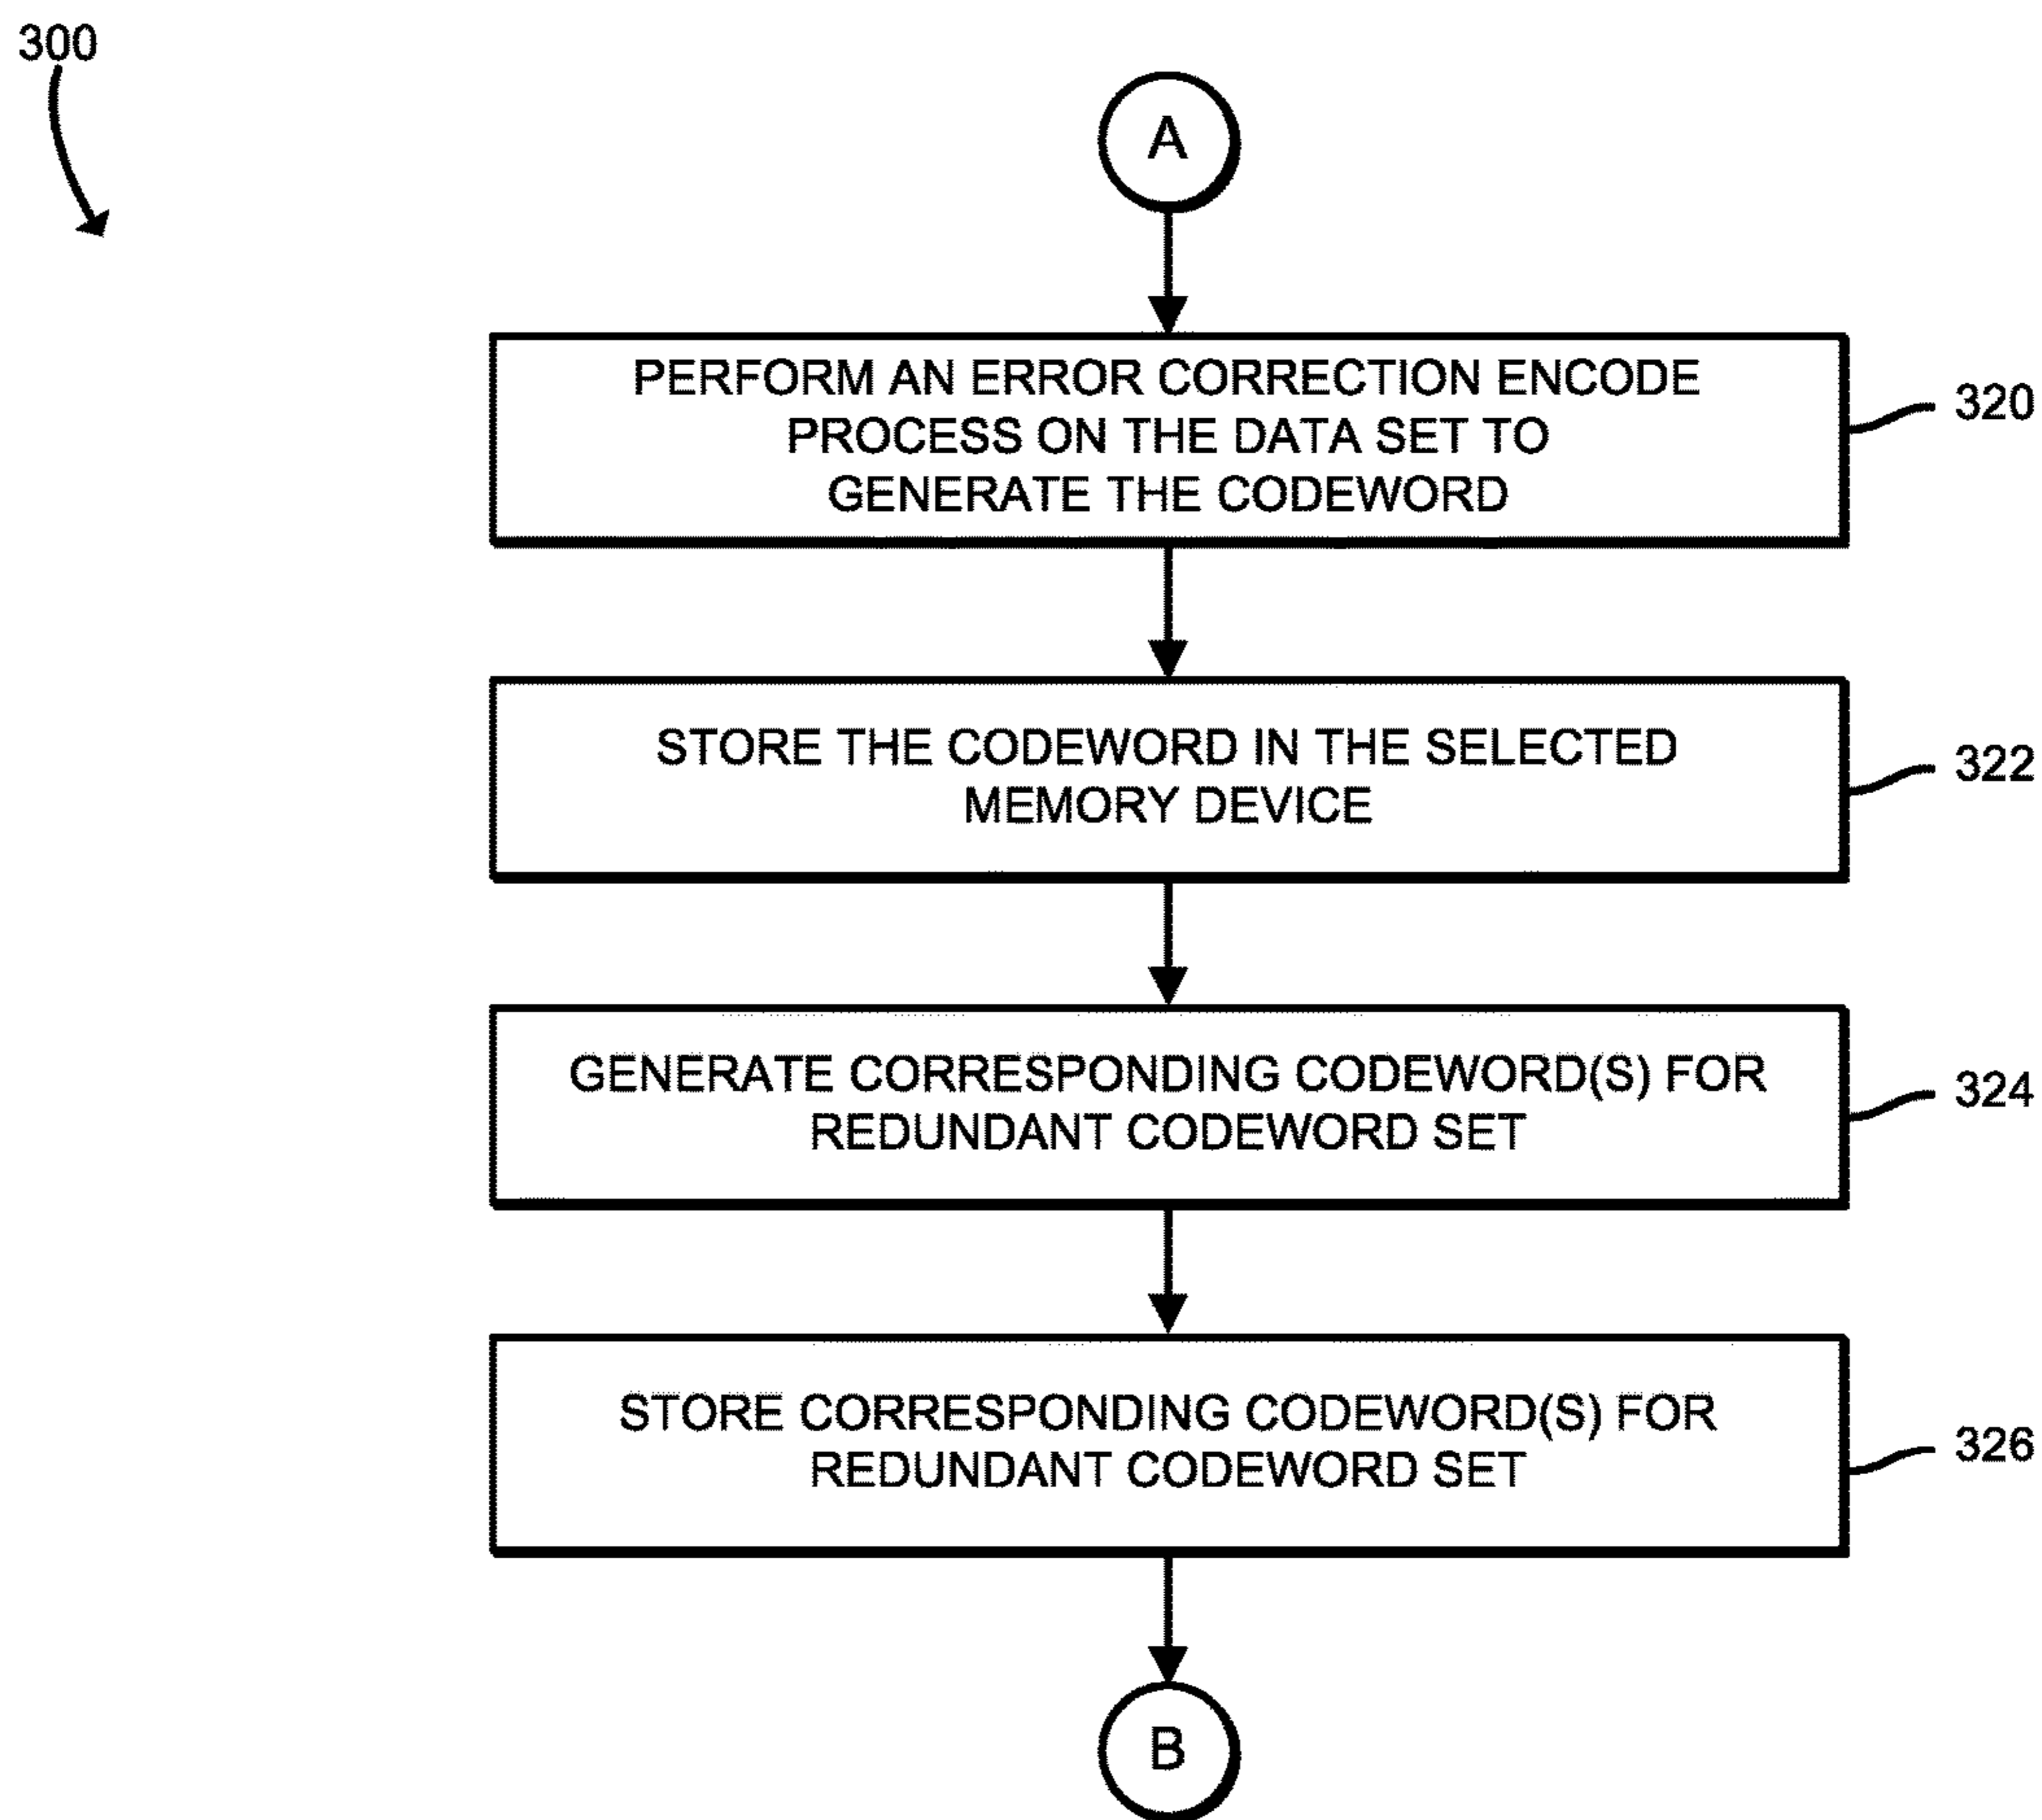 300
A
PERFORM AN ERROR CORRECTION ENCODE
PROCESS ON THE DATA SET TO
GENERATE THE CODEWORD
320
STORE THE CODEWORD IN THE SELECTED
MEMORY DEVICE
322
GENERATE CORRESPONDING CODEWORD(S) FOR
REDUNDANT CODEWORD SET
324
STORE CORRESPONDING CODEWORD(S) FOR
REDUNDANT CODEWORD SET
326
B